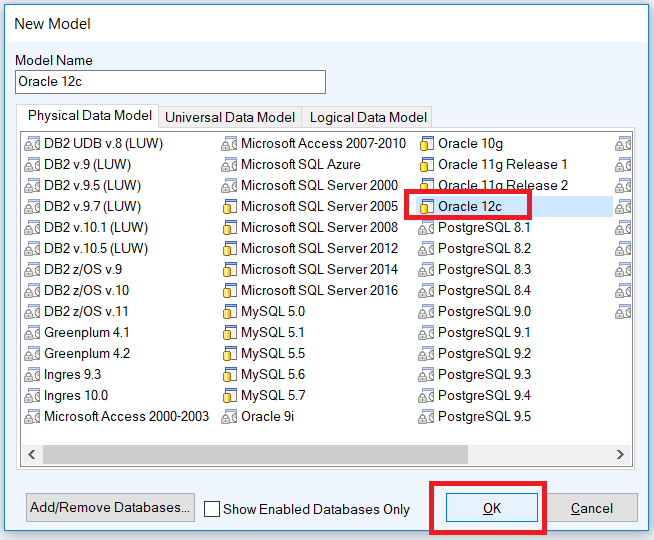 New Model
Model Name
Oracle 12c
Physical Data Model
Universal Data Model
Logical Data Model
DB2 UDB v.8 (LUW)
DB2 v.9 (LUW)
DB2 v.9.5 (LUW)
DB2 v.9.7 (LUW)
DB2 v.10.1 (LUW)
DB2 v.10.5 (LUW)
DB2 z/OS v.9
DB2 z/OS v.10
DB2 z/OS v.11
Greenplum 4.1
Greenplum 4.2
Ingres 9.3
Ingres 10.0
Microsoft Access 2000-2003
Microsoft Access 2007-2010
Microsoft SQL Azure
Microsoft SQL Server 2000
Microsoft SQL Server 2005
Microsoft SQL Server 2008
Microsoft SQL Server 2012
Microsoft SQL Server 2014
Microsoft SQL Server 2016
MySQL 5.0
MySQL 5.1
MySQL 5.5
MySQL 5.6
MySQL 5.7
Oracle 9i
Oracle 10g
Oracle 11g Release 1
Oracle 11g Release 2
Oracle 12c
PostgreSQL 8.1
PostgreSQL 8.2
PostgreSQL 8.3
PostgreSQL 8.4
PostgreSQL 9.0
PostgreSQL 9.1
PostgreSQL 9.2
PostgreSQL 9.3
PostgreSQL 9.4
PostgreSQL 9.5
Add/Remove Databases...
Show Enabled Databases Only
OK
Cancel